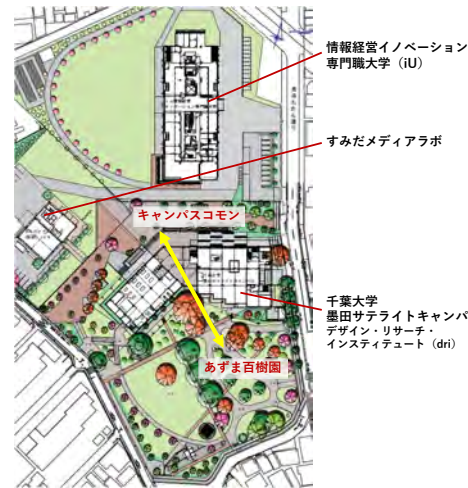 情報経営イノベーション
専門職大学（iU）
すみだメディアラボ
キャンパスコモン
千葉大学
墨田サテライトキャンパ
デザイン・リサーチ・
インスティテュート（dri）
あずま百樹園